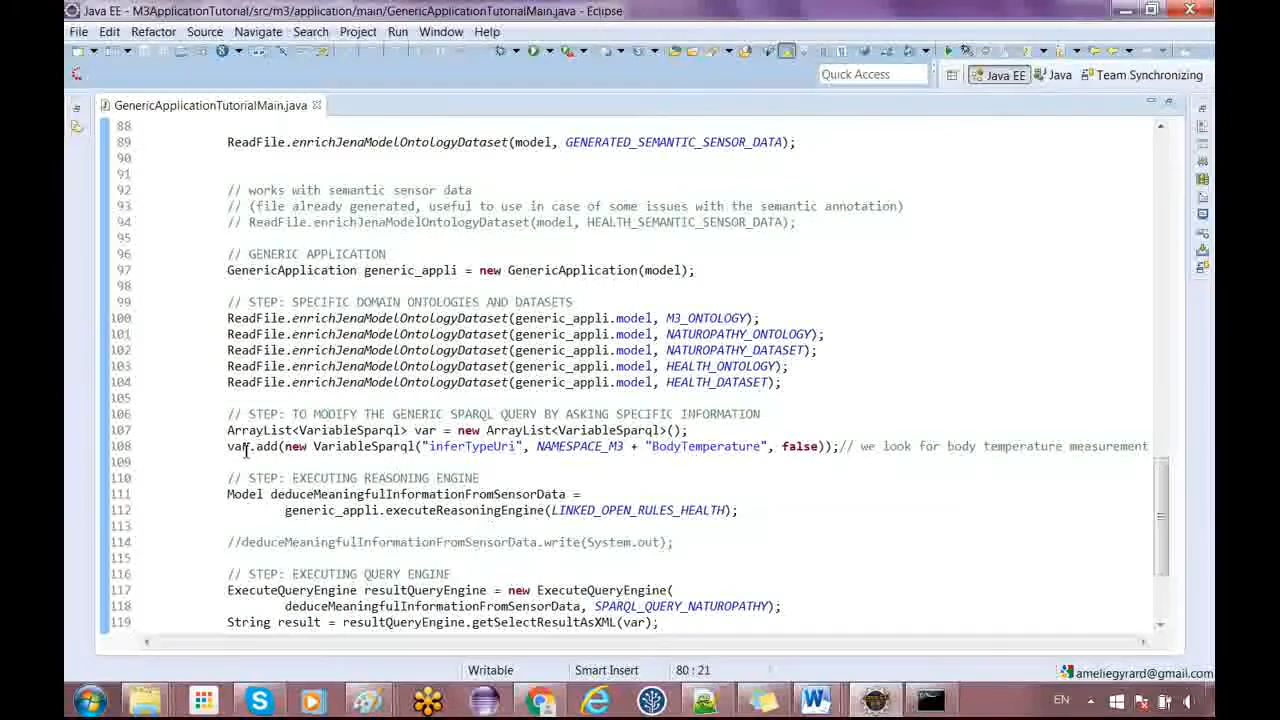 Java EE - M3ApplicationTutorial/src/m3/application/main/GenericApplicationTutorialMain.java - Eclipse
File Edit Refactor Source Navigate Search Project Run Window Help
Quick Access Java EE Java Team Synchronizing
GenericApplicationTutorialMain.java
88
89 ReadFile.enrichJenaModelOntologyDataset(model, GENERATED_SEMANTIC_SENSOR_DATA);
90
91
92 // works with semantic sensor data
93 // (file already generated, useful to use in case of some issues with the semantic annotation)
94 // ReadFile.enrichJenaModelOntologyDataset(model, HEALTH_SEMANTIC_SENSOR_DATA);
95
96 // GENERIC APPLICATION
97 GenericApplication generic_appli = new GenericApplication(model);
98
99 // STEP: SPECIFIC DOMAIN ONTOLOGIES AND DATASETS
100 ReadFile.enrichJenaModelOntologyDataset(generic_appli.model, M3_ONTOLOGY);
101 ReadFile.enrichJenaModelOntologyDataset(generic_appli.model, NATUROPATHY_ONTOLOGY);
102 ReadFile.enrichJenaModelOntologyDataset(generic_appli.model, NATUROPATHY_DATASET);
103 ReadFile.enrichJenaModelOntologyDataset(generic_appli.model, HEALTH_ONTOLOGY);
104 ReadFile.enrichJenaModelOntologyDataset(generic_appli.model, HEALTH_DATASET);
105
106 // STEP: TO MODIFY THE GENERIC SPARQL QUERY BY ASKING SPECIFIC INFORMATION
107 ArrayList<VariableSparql> var = new ArrayList<VariableSparql>();
108 var.add(new VariableSparql("inferTypeUri", NAMESPACE_M3 + "BodyTemperature", false));// we look for body temperature measurement
109
110 // STEP: EXECUTING REASONING ENGINE
111 Model deduceMeaningfulInformationFromSensorData =
112 generic_appli.executeReasoningEngine(LINKED_OPEN_RULES_HEALTH);
113
114 //deduceMeaningfulInformationFromSensorData.write(System.out);
115
116 // STEP: EXECUTING QUERY ENGINE
117 ExecuteQueryEngine resultQueryEngine = new ExecuteQueryEngine(
118 deduceMeaningfulInformationFromSensorData, SPARQL_QUERY_NATUROPATHY);
119 String result = resultQueryEngine.getSelectResultAsXML(var);
Writable Smart Insert 80 : 21 ameliegyrard@gmail.com
EN